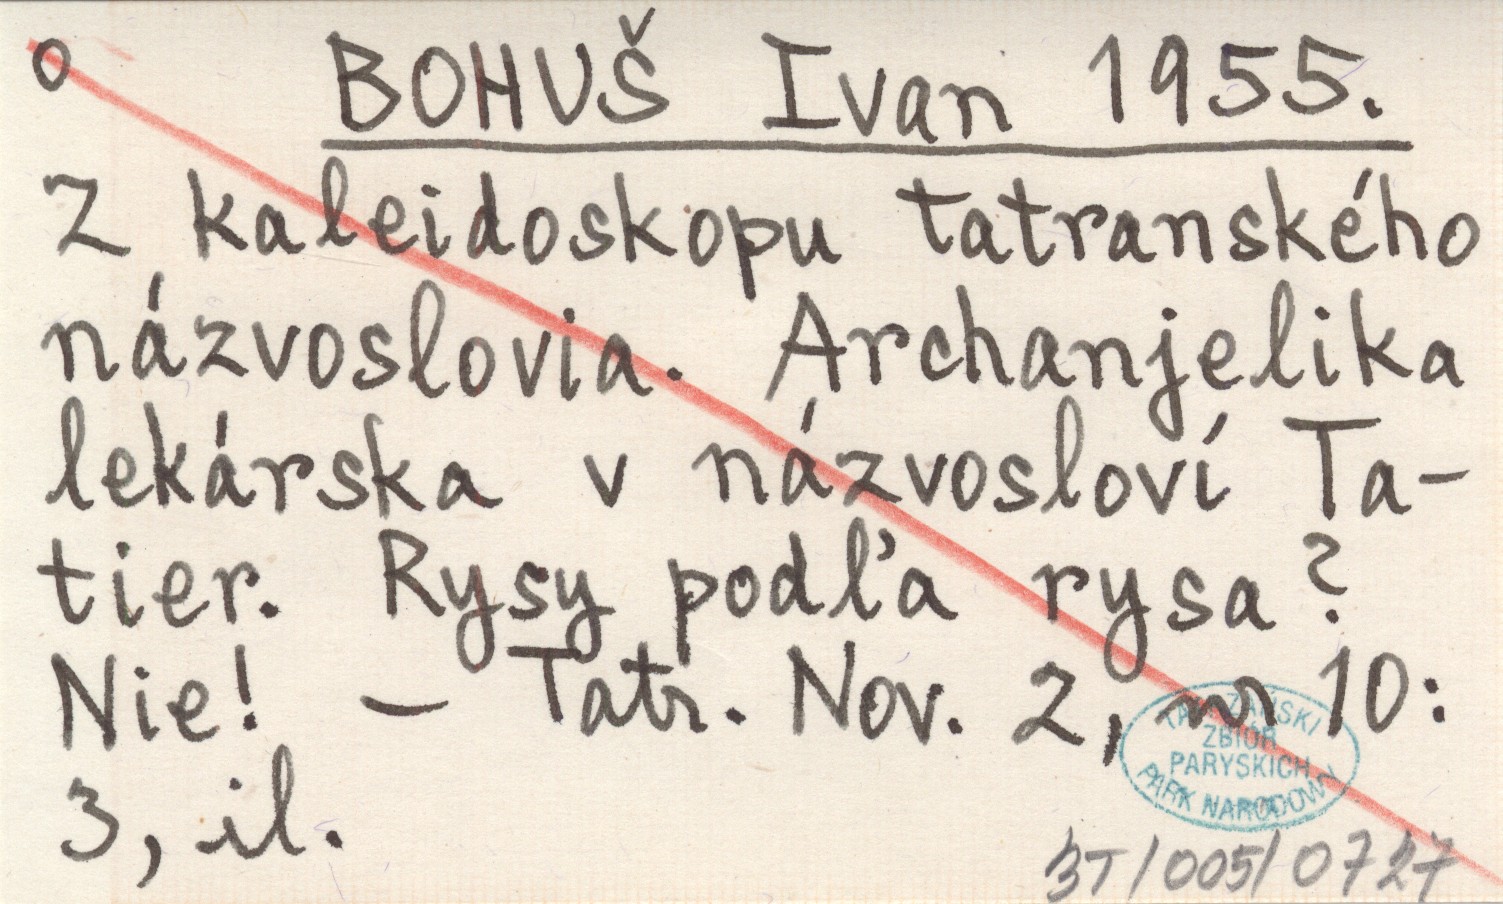 o BOHUŠ Ivan 1955.
Z kaleidoskopu tatranského
názvoslovia. Archanjelika
lekárska v názvosloví Ta-
tier. Rysy podľa rysa?
Nie! – Tatr. Nov. 2, nr 10:
3, il.
TATRZAŃSKI
ZBIÓR
PARYSKICH
PARK NARODOWY
3T/005/0727